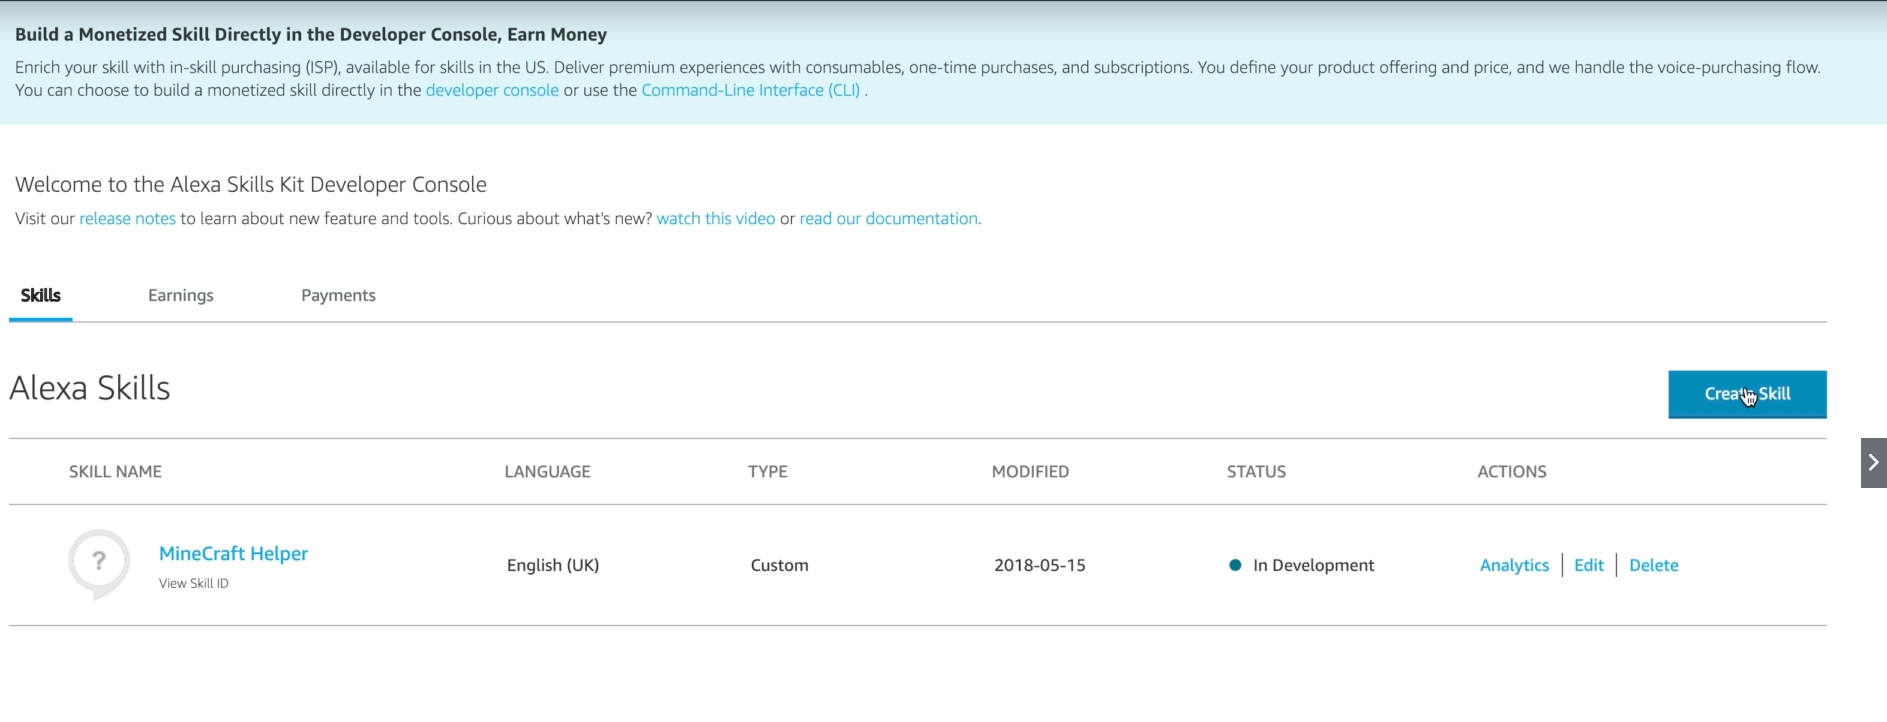 Build a Monetized Skill Directly in the Developer Console, Earn Money
Enrich your skill with in-skill purchasing (ISP), available for skills in the US. Deliver premium experiences with consumables, one-time purchases, and subscriptions. You define your product offering and price, and we handle the voice-purchasing flow.
You can choose to build a monetized skill directly in the developer console or use the Command-Line Interface (CLI) .
Welcome to the Alexa Skills Kit Developer Console
Visit our release notes to learn about new feature and tools. Curious about what's new? watch this video or read our documentation.
Skills Earnings Payments
Alexa Skills
Create Skill
SKILL NAME LANGUAGE TYPE MODIFIED STATUS ACTIONS
? MineCraft Helper English (UK) Custom 2018-05-15 In Development Analytics | Edit | Delete
View Skill ID